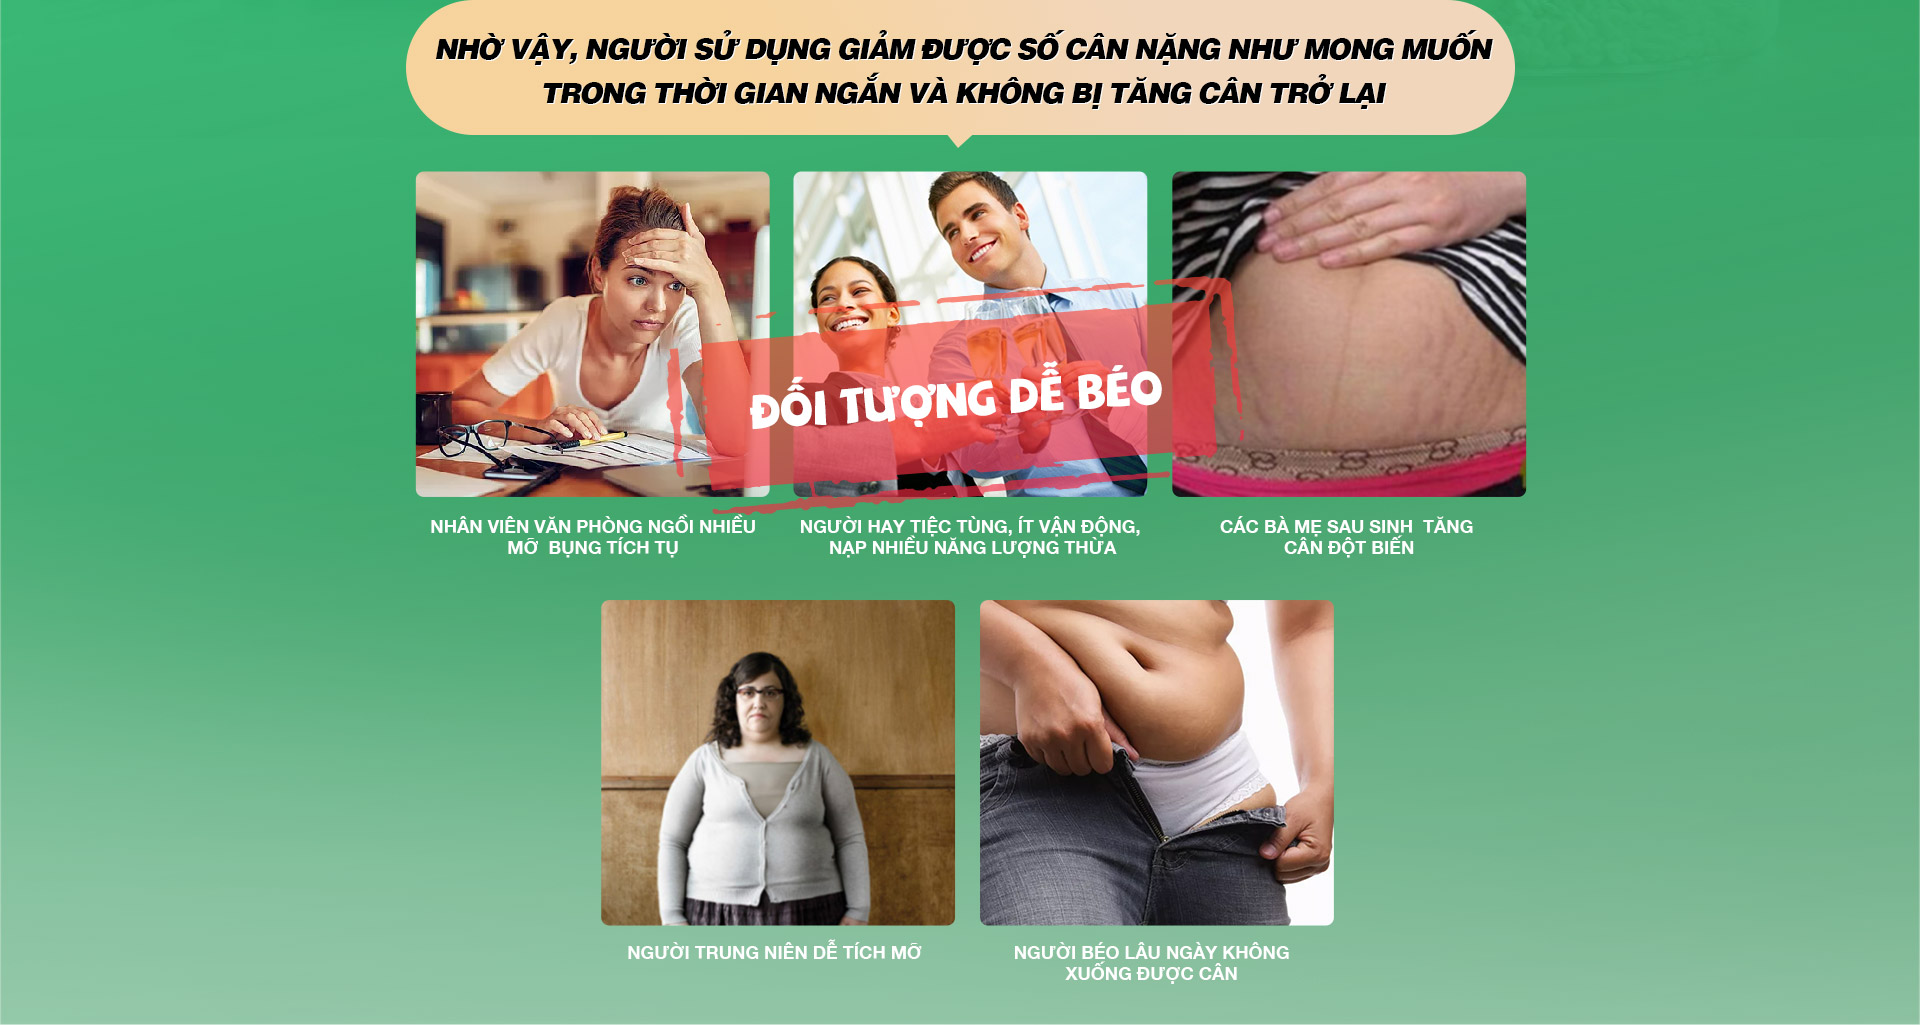 NHỜ VẬY, NGƯỜI SỬ DỤNG GIẢM ĐƯỢC SỐ CÂN NẶNG NHƯ MONG MUỐN
TRONG THỜI GIAN NGẮN VÀ KHÔNG BỊ TĂNG CÂN TRỞ LẠI
ĐỐI TƯỢNG DỄ BÉO
NHÂN VIÊN VĂN PHÒNG NGỒI NHIỀU
MỠ BỤNG TÍCH TỤ
NGƯỜI HAY TIỆC TÙNG, ÍT VẬN ĐỘNG,
NẠP NHIỀU NĂNG LƯỢNG THỪA
CÁC BÀ MẸ SAU SINH TĂNG
CÂN ĐỘT BIẾN
NGƯỜI TRUNG NIÊN DỄ TÍCH MỠ
NGƯỜI BÉO LÂU NGÀY KHÔNG
XUỐNG ĐƯỢC CÂN